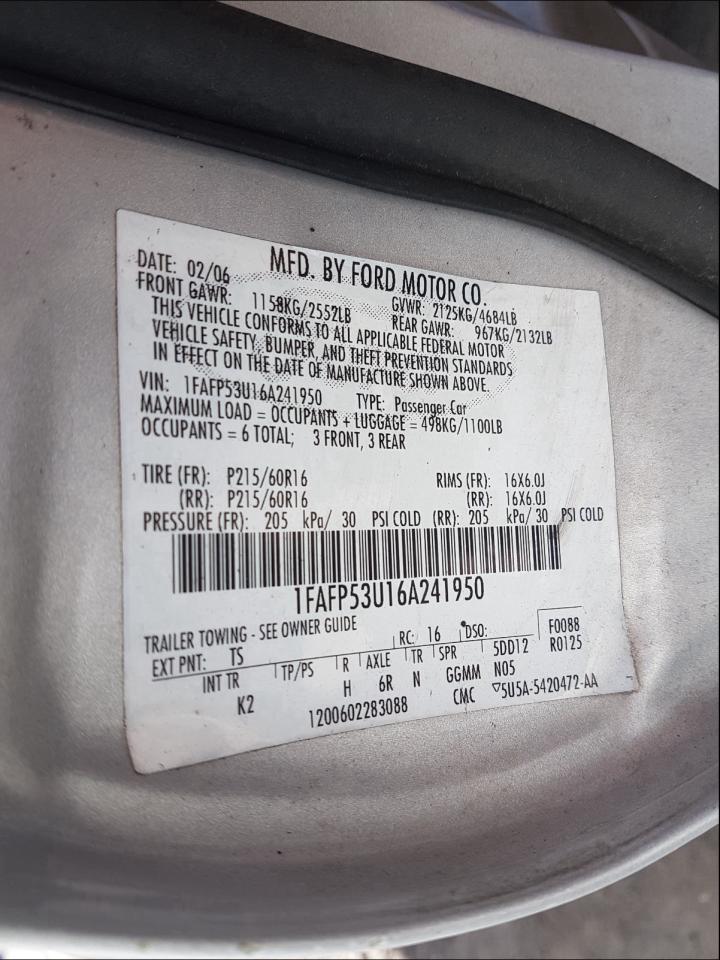 MFD. BY FORD MOTOR CO.
DATE: 02/06 GVWR: 2125KG/4684LB
FRONT GAWR: 1158KG/2552LB REAR GAWR: 967KG/2132LB
THIS VEHICLE CONFORMS TO ALL APPLICABLE FEDERAL MOTOR
VEHICLE SAFETY, BUMPER, AND THEFT PREVENTION STANDARDS
IN EFFECT ON THE DATE OF MANUFACTURE SHOWN ABOVE.
VIN: 1FAFP53U16A241950 TYPE: Passenger Car
MAXIMUM LOAD = OCCUPANTS + LUGGAGE = 498KG/1100LB
OCCUPANTS = 6 TOTAL; 3 FRONT, 3 REAR
TIRE (FR): P215/60R16 RIMS (FR): 16X6.0J
(RR): P215/60R16 (RR): 16X6.0J
PRESSURE (FR): 205 kPa/ 30 PSI COLD (RR): 205 kPa/ 30 PSI COLD
1FAFP53U16A241950
TRAILER TOWING - SEE OWNER GUIDE RC: 16 DSO: F0088
EXT PNT: TS R0125
INT TR TP/PS R AXLE TR SPR 5DD12
K2 H 6R N GGMM N05
1200602283088 CMC ▽5U5A-5420472-AA